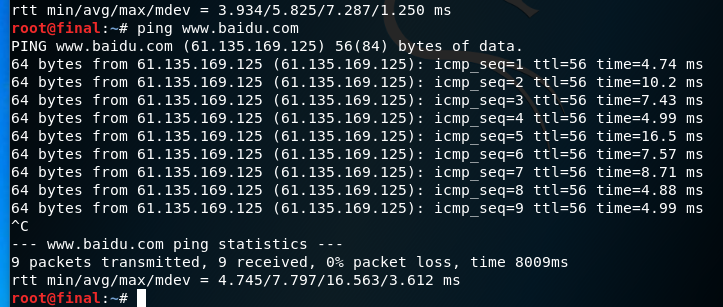 rtt min/avg/max/mdev = 3.934/5.825/7.287/1.250 ms
root@final:~# ping www.baidu.com
PING www.baidu.com (61.135.169.125) 56(84) bytes of data.
64 bytes from 61.135.169.125 (61.135.169.125): icmp_seq=1 ttl=56 time=4.74 ms
64 bytes from 61.135.169.125 (61.135.169.125): icmp_seq=2 ttl=56 time=10.2 ms
64 bytes from 61.135.169.125 (61.135.169.125): icmp_seq=3 ttl=56 time=7.43 ms
64 bytes from 61.135.169.125 (61.135.169.125): icmp_seq=4 ttl=56 time=4.99 ms
64 bytes from 61.135.169.125 (61.135.169.125): icmp_seq=5 ttl=56 time=16.5 ms
64 bytes from 61.135.169.125 (61.135.169.125): icmp_seq=6 ttl=56 time=7.57 ms
64 bytes from 61.135.169.125 (61.135.169.125): icmp_seq=7 ttl=56 time=8.71 ms
64 bytes from 61.135.169.125 (61.135.169.125): icmp_seq=8 ttl=56 time=4.88 ms
64 bytes from 61.135.169.125 (61.135.169.125): icmp_seq=9 ttl=56 time=4.99 ms
^C
--- www.baidu.com ping statistics ---
9 packets transmitted, 9 received, 0% packet loss, time 8009ms
rtt min/avg/max/mdev = 4.745/7.797/16.563/3.612 ms
root@final:~#